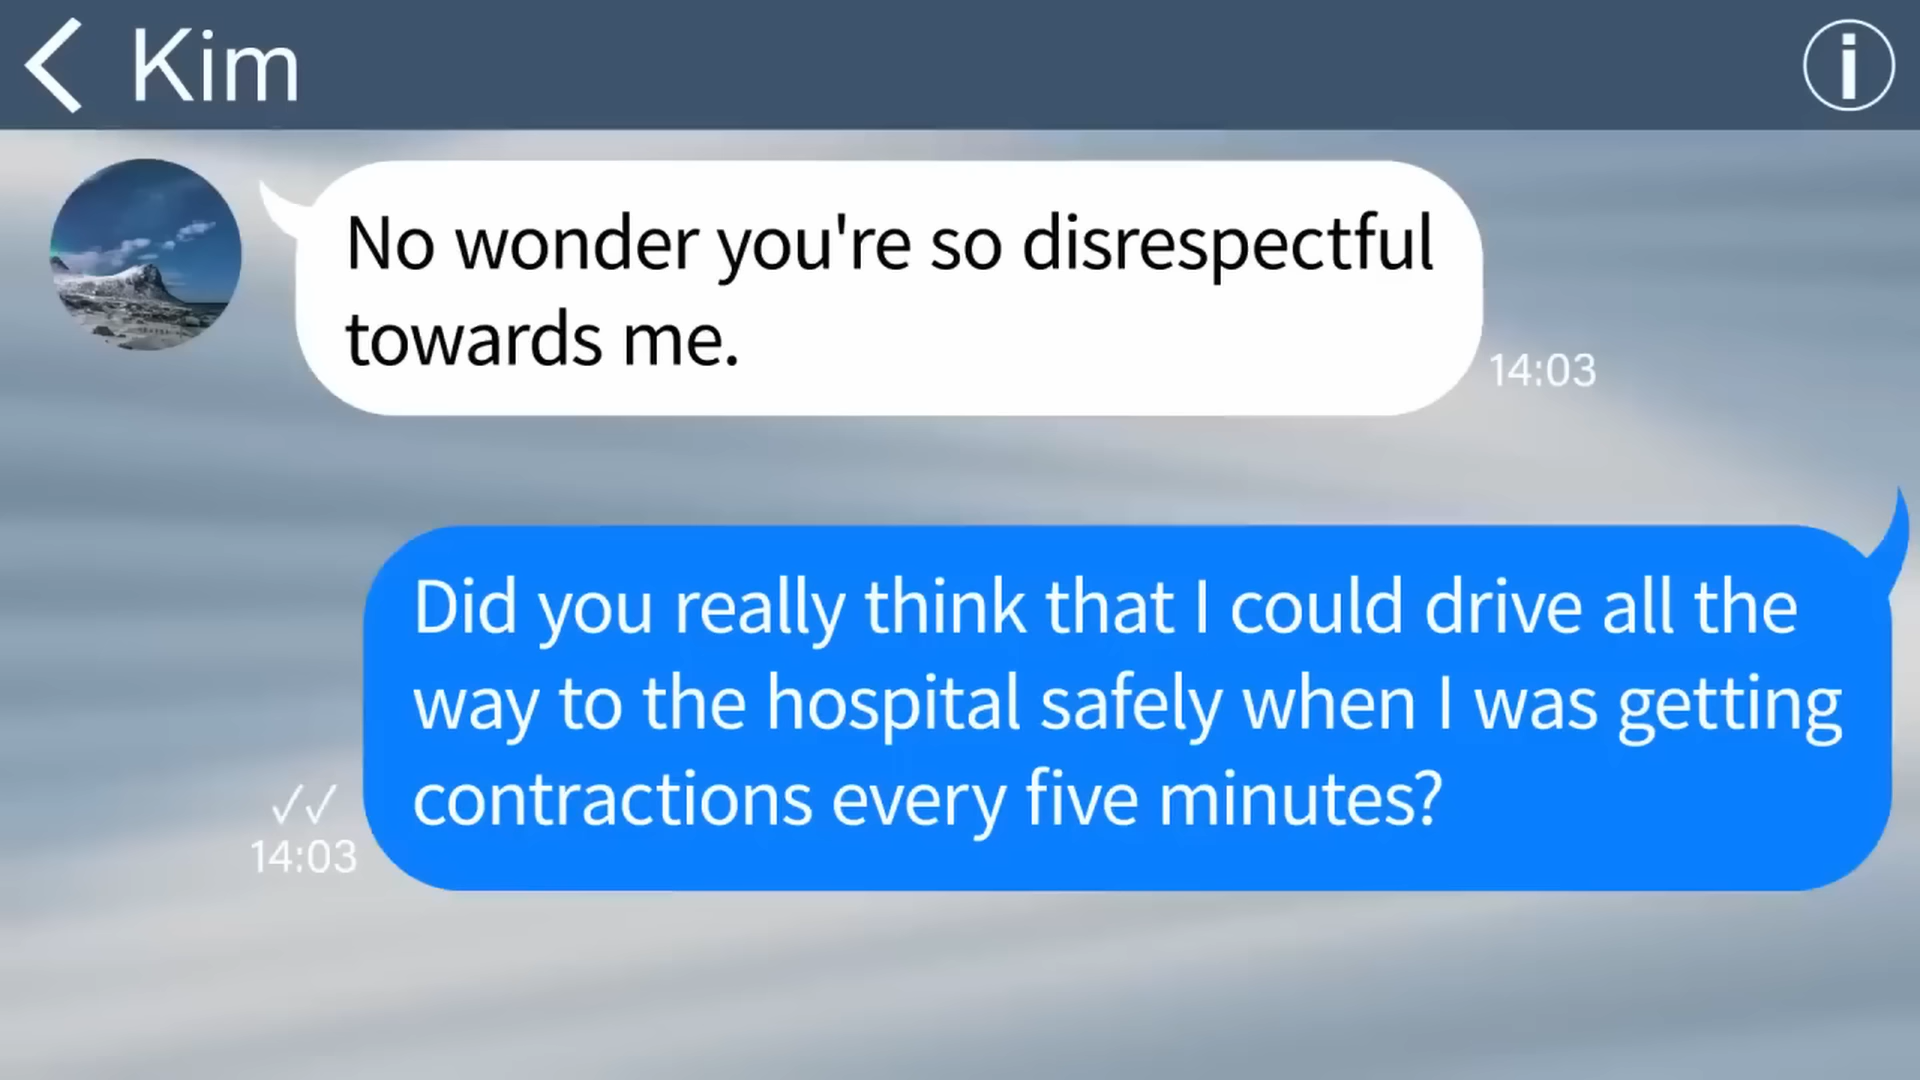 Kim
No wonder you're so disrespectful
towards me.
14:03
Did you really think that I could drive all the
way to the hospital safely when I was getting
contractions every five minutes?
14:03